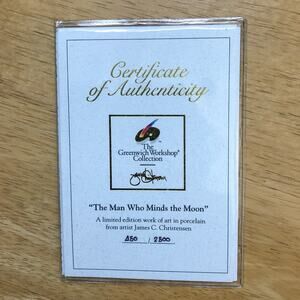 Certificate
of Authenticity
The
Greenwich Workshop®
Collection
"The Man Who Minds the Moon"
A limited edition work of art in porcelain
from artist James C. Christensen
/ 2500